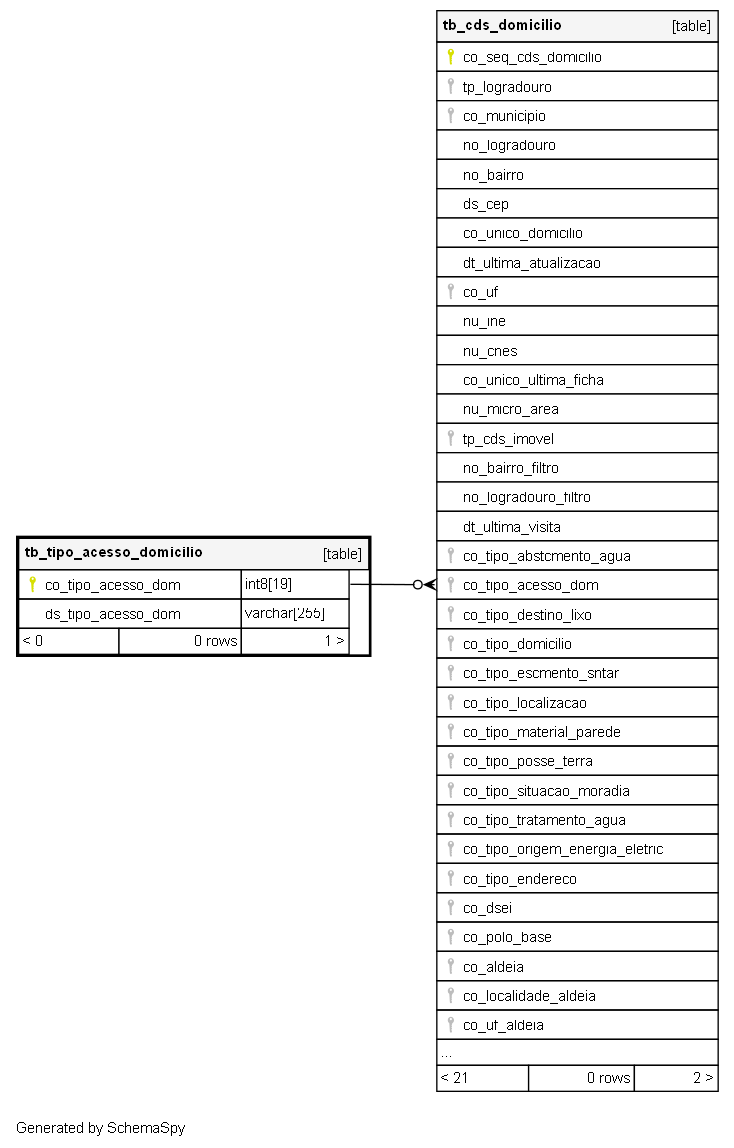 tb_cds_domicilio [table]
co_seq_cds_domicilio
tp_logradouro
co_municipio
no_logradouro
no_bairro
ds_cep
co_unico_domicilio
dt_ultima_atualizacao
co_uf
nu_ine
nu_cnes
co_unico_ultima_ficha
nu_micro_area
tp_cds_imovel
no_bairro_filtro
no_logradouro_filtro
dt_ultima_visita
co_tipo_abstcmento_agua
co_tipo_acesso_dom
co_tipo_destino_lixo
co_tipo_domicilio
co_tipo_escmento_sntar
co_tipo_localizacao
co_tipo_material_parede
co_tipo_posse_terra
co_tipo_situacao_moradia
co_tipo_tratamento_agua
co_tipo_origem_energia_eletric
co_tipo_endereco
co_dsei
co_polo_base
co_aldeia
co_localidade_aldeia
co_uf_aldeia
...
< 21 0 rows 2 >
tb_tipo_acesso_domicilio [table]
co_tipo_acesso_dom int8[19]
ds_tipo_acesso_dom varchar[255]
< 0 0 rows 1 >
Generated by SchemaSpy